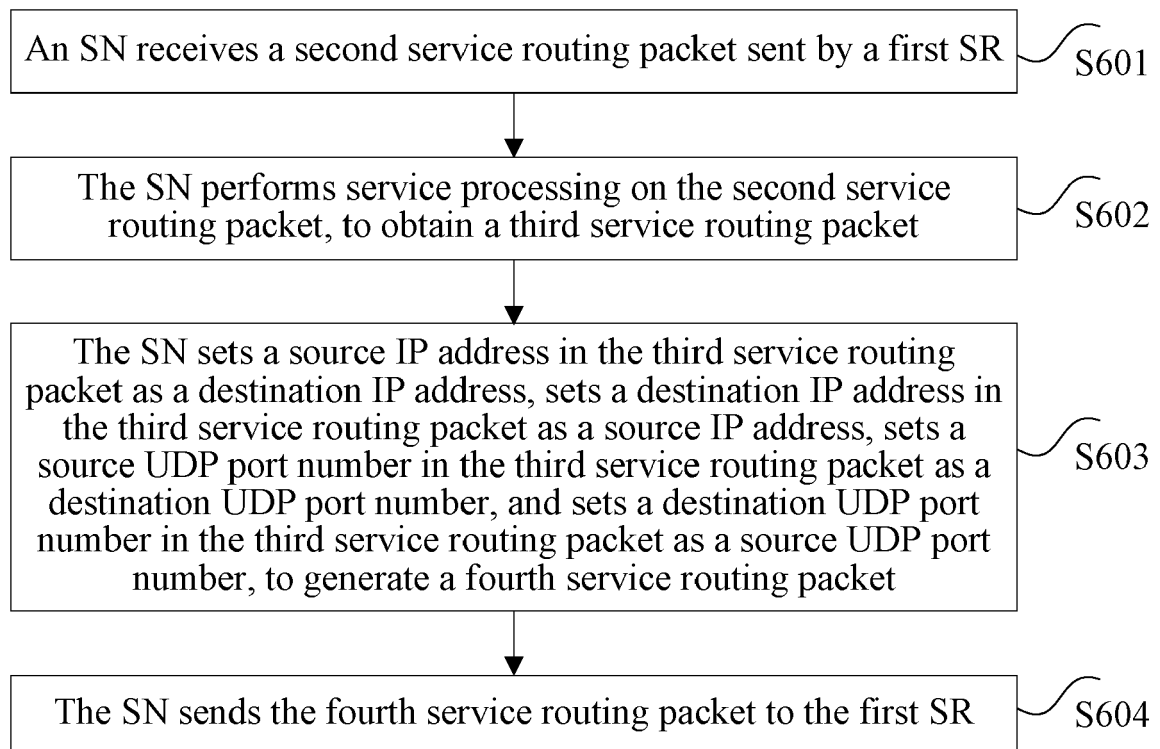 An SN receives a second service routing packet sent by a first SR
S601
The SN performs service processing on the second service
routing packet, to obtain a third service routing packet
S602
The SN sets a source IP address in the third service routing
packet as a destination IP address, sets a destination IP address in
the third service routing packet as a source IP address, sets a
source UDP port number in the third service routing packet as a
destination UDP port number, and sets a destination UDP port
number in the third service routing packet as a source UDP port
number, to generate a fourth service routing packet
S603
The SN sends the fourth service routing packet to the first SR
S604